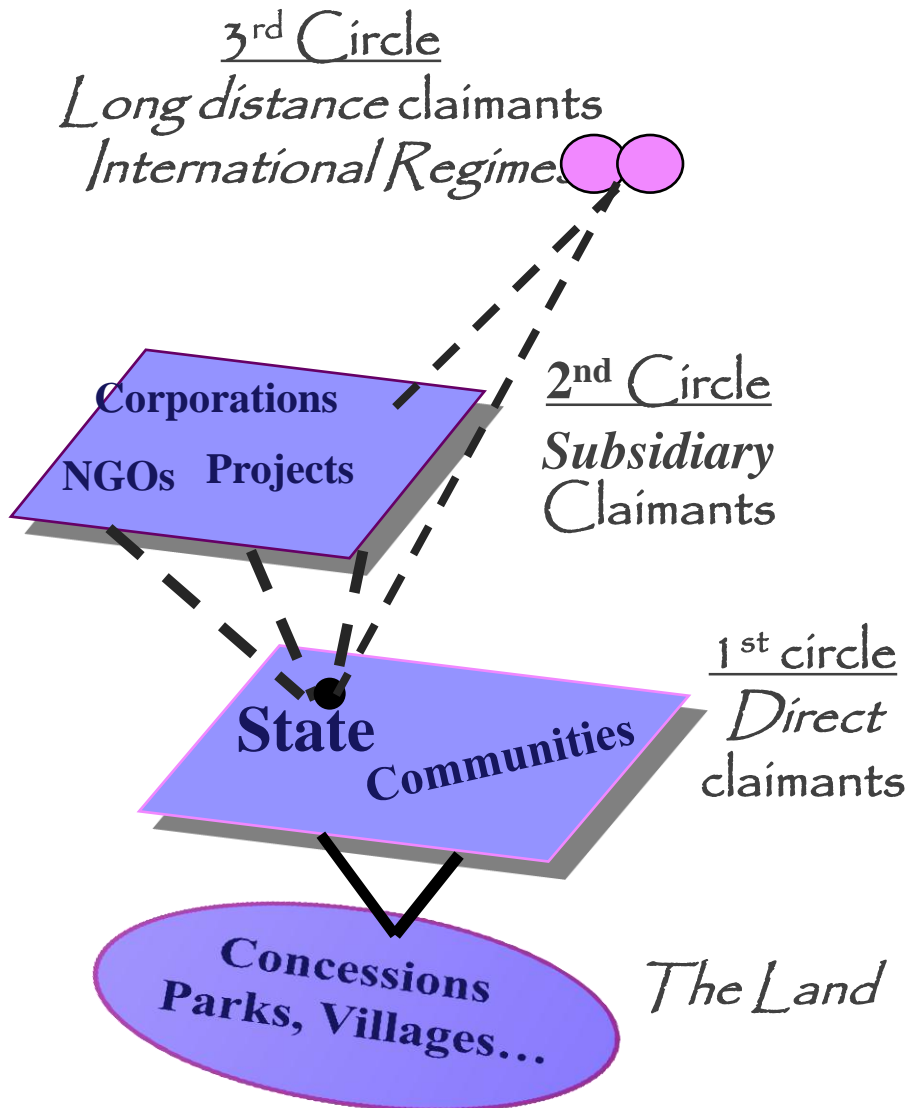 3rd Circle
Long distance claimants
International Regimes
Corporations
NGOs Projects
2nd Circle
Subsidiary
Claimants
1st circle
Direct
claimants
State
Communities
Concessions
Parks, Villages…
The Land